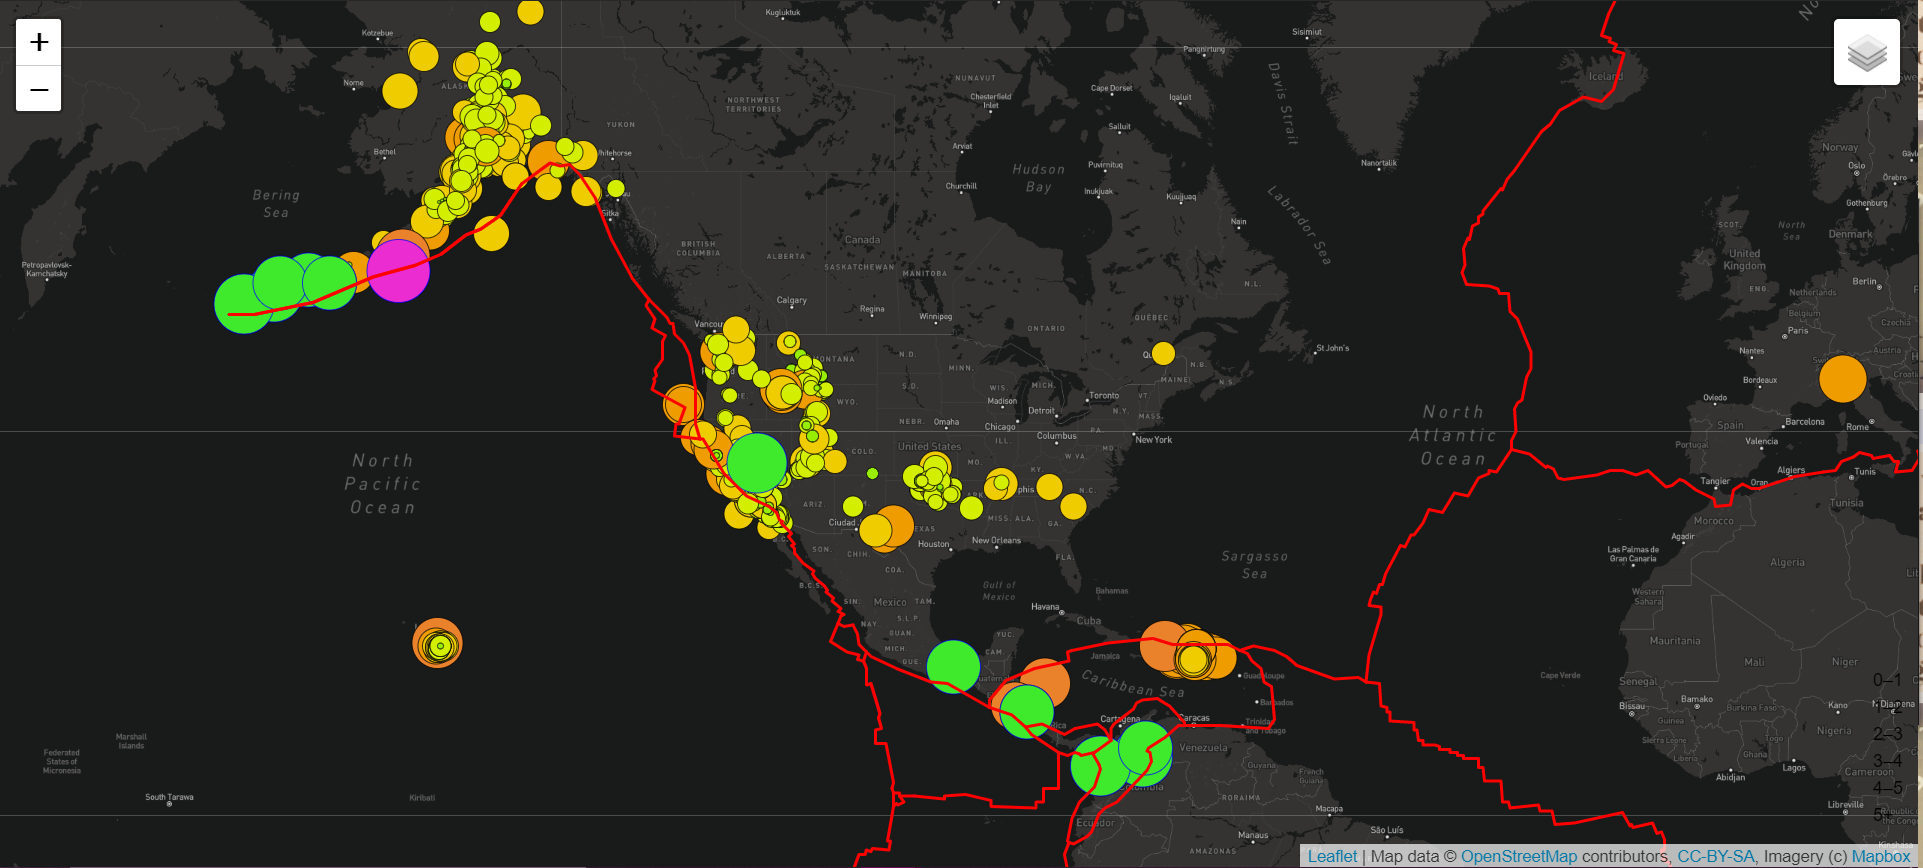 +
−
Kugluktuk
Kotzebue
Sisimiut
Pangnirtung
Iceland
Nome
NUNAVUT
Cape Dorset
Iqaluit
Davis Strait
NORTHWEST
TERRITORIES
Chesterfield
Inlet
YUKON
Salluit
Norway
Oslo
Bethel
Whitehorse
Arviat
Puvirnituq
Nanortalik
Örebro
Hudson
Bay
Churchill
Inukjuak
Kuujjuaq
Labrador Sea
Gothenburg
Bering
Sea
Sitka
Nain
SCOT.
North
Sea
Denmark
BRITISH
COLUMBIA
Canada
ALBERTA
SASKATCHEWAN
MANITOBA
United
Kingdom
Petropavlovsk-
Kamchatsky
N.L.
ENG.
Berlin
Netherlands
Calgary
Regina
Winnipeg
ONTARIO
QUÉBEC
Belgium
Czechia
Paris
St John's
Nantes
Austria
MONTANA
N.D.
MINN.
N.B.
N.S.
MAINE
S.D.
WIS.
MICH.
VT.
Bordeaux
WYO.
Madison
Toronto
Oviedo
Detroit
N.Y.
MASS.
North
Atlantic
Ocean
NEBR.
Omaha
Chicago
PA.
New York
Spain
Barcelona
Rome
United States
ILL.
Columbus
Portugal
Valencia
COLO.
MO.
KY.
W.VA.
MD.
North
Pacific
Ocean
Algiers
Tunis
Tangier
Oran
N.C.
Tunisia
ARIZ.
MISS.
ALA.
GA.
Morocco
Ciudad
Houston
New Orleans
Agadir
SON.
CHIH.
FLA.
Las Palmas de
Gran Canaria
Sargasso
Sea
Algeria
COA.
B.C.S.
Gulf of
Mexico
Bahamas
Western
Sahara
SIN.
Mexico
TAM.
Havana
Cuba
NAY.
S.L.P.
GUAN.
YUC.
Mauritania
MICH.
CAM.
Jamaica
Mali
Niger
GUE.
Guadeloupe
Cape Verde
Senegal
0–1
Caribbean Sea
Barbados
Bissau
Bamako
Burkina Faso
Kano
N'Djamena
1–2
Cartagena
Caracas
Trinidad
and Tobago
Guinea
Nigeria
2–3
Marshall
Islands
Venezuela
Sierra Leone
Togo
Ghana
Liberia
Federated
States of
Micronesia
Guyana
French
Guiana
Abidjan
Lagos
3–4
Cameroon
Colombia
4–5
South Tarawa
Kiribati
RORAIMA
Macapa
Libreville
Ecuador
Manaus
São Luís
AMAZONAS
Leaflet | Map data © OpenStreetMap contributors, CC-BY-SA, Imagery (c) Mapbox